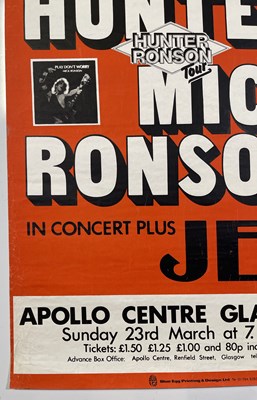 HUNTE
HUNTER
RONSON
Tour
PLAY DON'T WORRY
MICK RONSON
MIC
RONSO
IN CONCERT PLUS
JE
APOLLO CENTRE GLA
Sunday 23rd March at 7.
Tickets: £1.50 £1.25 £1.00 and 80p inc
Advance Box Office: Apollo Centre, Renfield Street, Glasgow tel